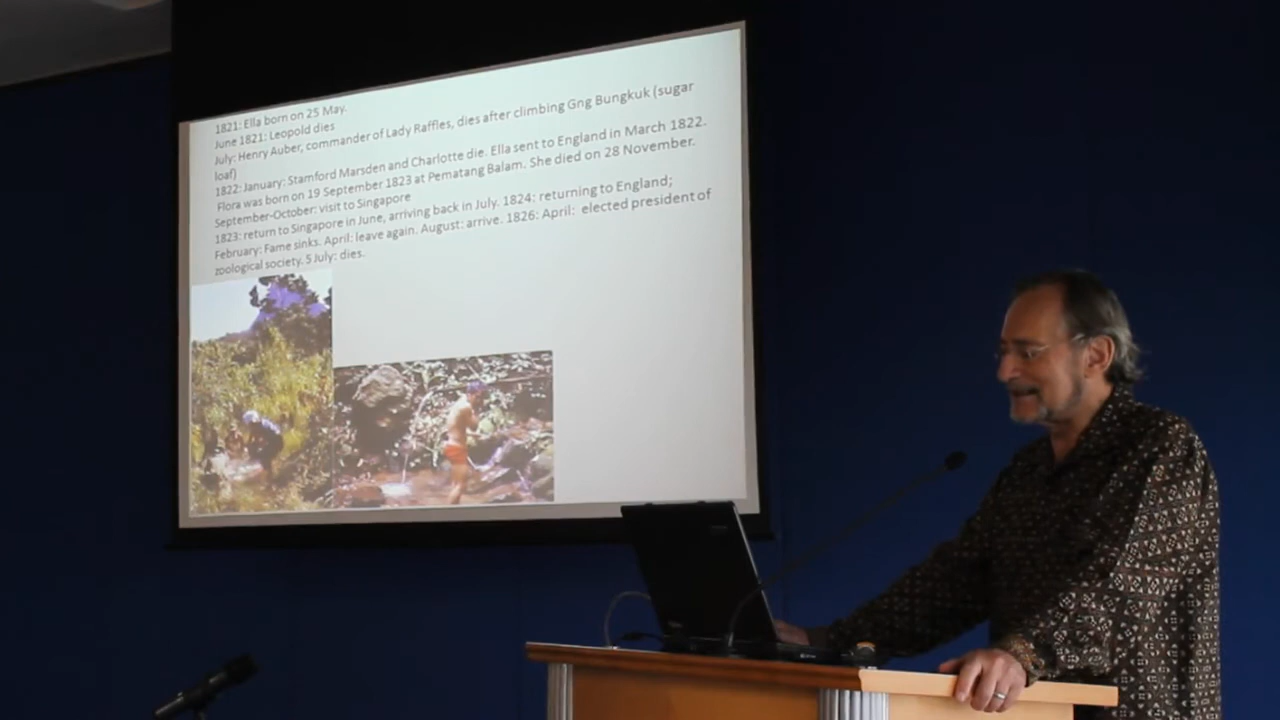 1821: Ella born on 25 May.
June 1821: Leopold dies
July: Henry Auber, commander of Lady Raffles, dies after climbing Gng Bungkuk (sugar
loaf)
1822: January: Stamford Marsden and Charlotte die. Ella sent to England in March 1822.
Flora was born on 19 September 1823 at Pematang Balam. She died on 28 November.
September-October: visit to Singapore
1823: return to Singapore in June, arriving back in July. 1824: returning to England;
February: Fame sinks. April: leave again. August: arrive. 1826: April: elected president of
zoological society. 5 July: dies.